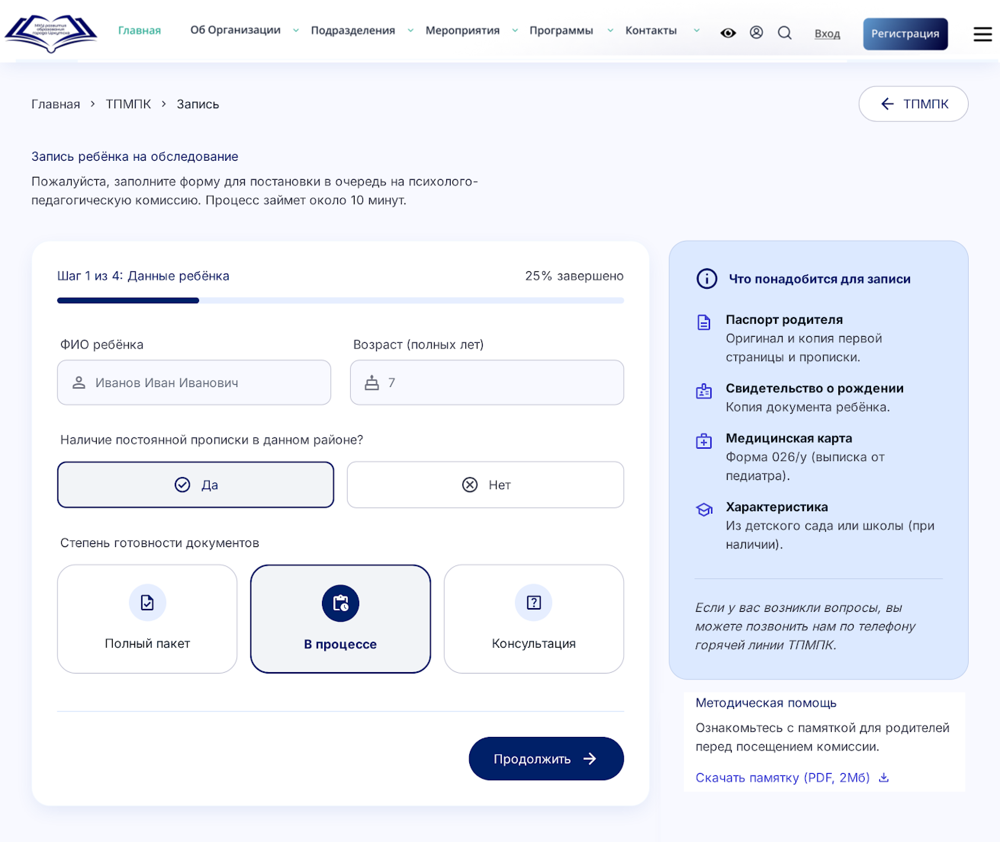 МКУ развития
образования
города Иркутска
Главная
Об Организации
Подразделения
Мероприятия
Программы
Контакты
Вход
Регистрация
Главная > ТПМПК > Запись
← ТПМПК
Запись ребёнка на обследование
Пожалуйста, заполните форму для постановки в очередь на психолого-
педагогическую комиссию. Процесс займет около 10 минут.
Шаг 1 из 4: Данные ребёнка
25% завершено
ФИО ребёнка
Иванов Иван Иванович
Возраст (полных лет)
7
Наличие постоянной прописки в данном районе?
Да
Нет
Степень готовности документов
Полный пакет
В процессе
Консультация
Продолжить →
Что понадобится для записи
Паспорт родителя
Оригинал и копия первой
страницы и прописки.
Свидетельство о рождении
Копия документа ребёнка.
Медицинская карта
Форма 026/у (выписка от
педиатра).
Характеристика
Из детского сада или школы (при
наличии).
Если у вас возникли вопросы, вы
можете позвонить нам по телефону
горячей линии ТПМПК.
Методическая помощь
Ознакомьтесь с памяткой для родителей
перед посещением комиссии.
Скачать памятку (PDF, 2Мб)